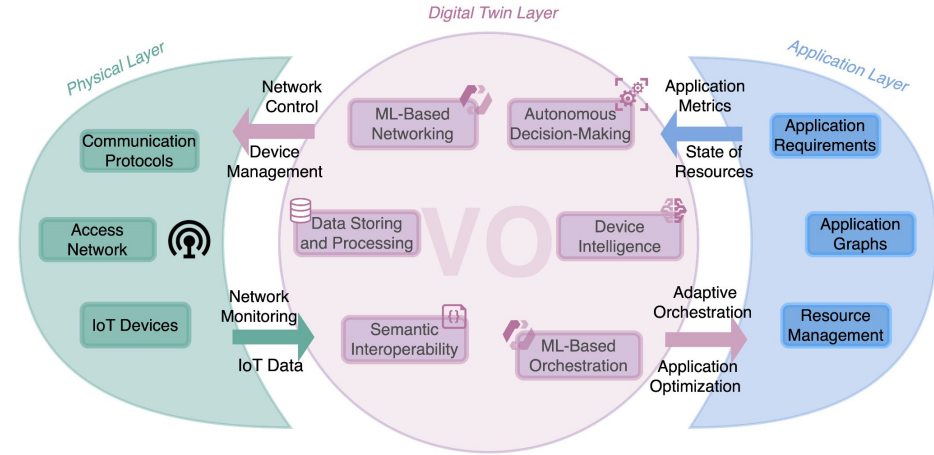 Digital Twin Layer
Physical Layer
Application Layer
Network
Control
Device
Management
Communication
Protocols
Access
Network
IoT Devices
Network
Monitoring
IoT Data
ML-Based
Networking
Autonomous
Decision-Making
Data Storing
and Processing
VO
Device
Intelligence
Semantic
Interoperability
{}
ML-Based
Orchestration
Application
Metrics
State of
Resources
Adaptive
Orchestration
Application
Optimization
Application
Requirements
Application
Graphs
Resource
Management